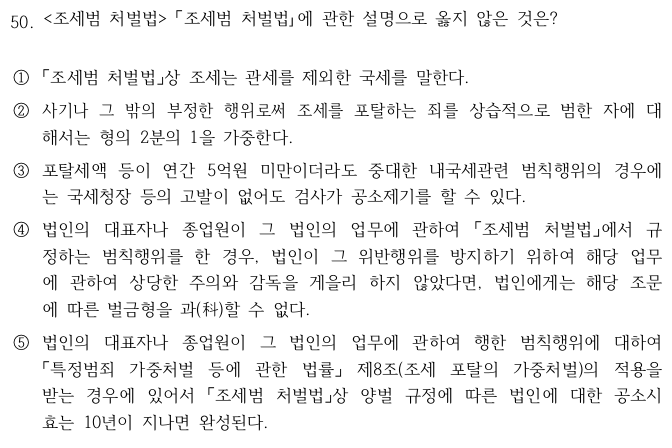 50. <조세범 처벌법> 「조세범 처벌법」에 관한 설명으로 옳지 않은 것은?
① 「조세범 처벌법」상 조세는 관세를 제외한 국세를 말한다.
② 사기나 그 밖의 부정한 행위로써 조세를 포탈하는 죄를 상습적으로 범한 자에 대
해서는 형의 2분의 1을 가중한다.
③ 포탈세액 등이 연간 5억원 미만이더라도 중대한 내국세관련 범칙행위의 경우에
는 국세청장 등의 고발이 없어도 검사가 공소제기를 할 수 있다.
④ 법인의 대표자나 종업원이 그 법인의 업무에 관하여 「조세범 처벌법」에서 규
정하는 범칙행위를 한 경우, 법인이 그 위반행위를 방지하기 위하여 해당 업무
에 관하여 상당한 주의와 감독을 게을리 하지 않았다면, 법인에게는 해당 조문
에 따른 벌금형을 과(科)할 수 없다.
⑤ 법인의 대표자나 종업원이 그 법인의 업무에 관하여 행한 범칙행위에 대하여
「특정범죄 가중처벌 등에 관한 법률」 제8조(조세 포탈의 가중처벌)의 적용을
받는 경우에 있어서 「조세범 처벌법」상 양벌 규정에 따른 법인에 대한 공소시
효는 10년이 지나면 완성된다.